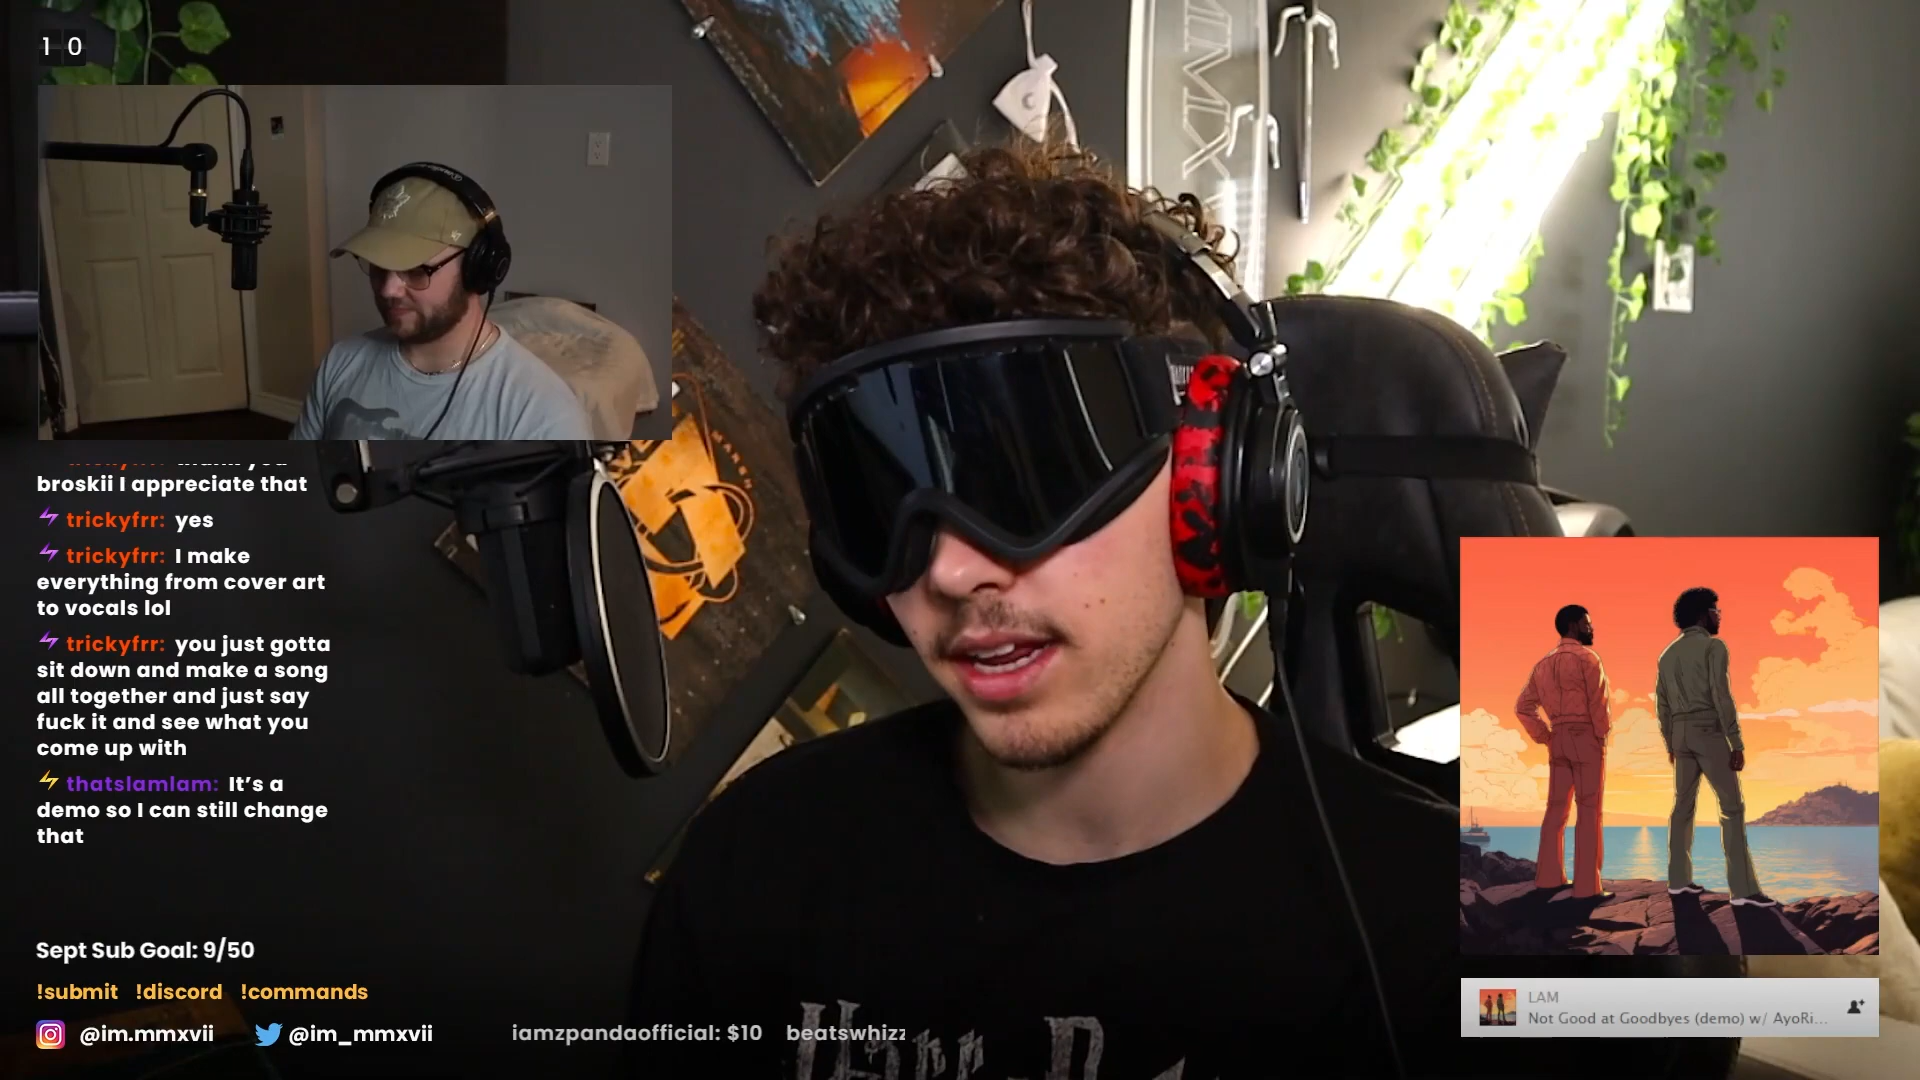 1 0
broskii I appreciate that
trickyfrr: yes
trickyfrr: I make
everything from cover art
to vocals lol
trickyfrr: you just gotta
sit down and make a song
all together and just say
fuck it and see what you
come up with
thatslamlam: It's a
demo so I can still change
that
Sept Sub Goal: 9/50
!submit !discord !commands
@im.mmxvii @im_mmxvii
iamzpandaofficial: $10 beatswhizz
LAM
Not Good at Goodbyes (demo) w/ AyoRi...